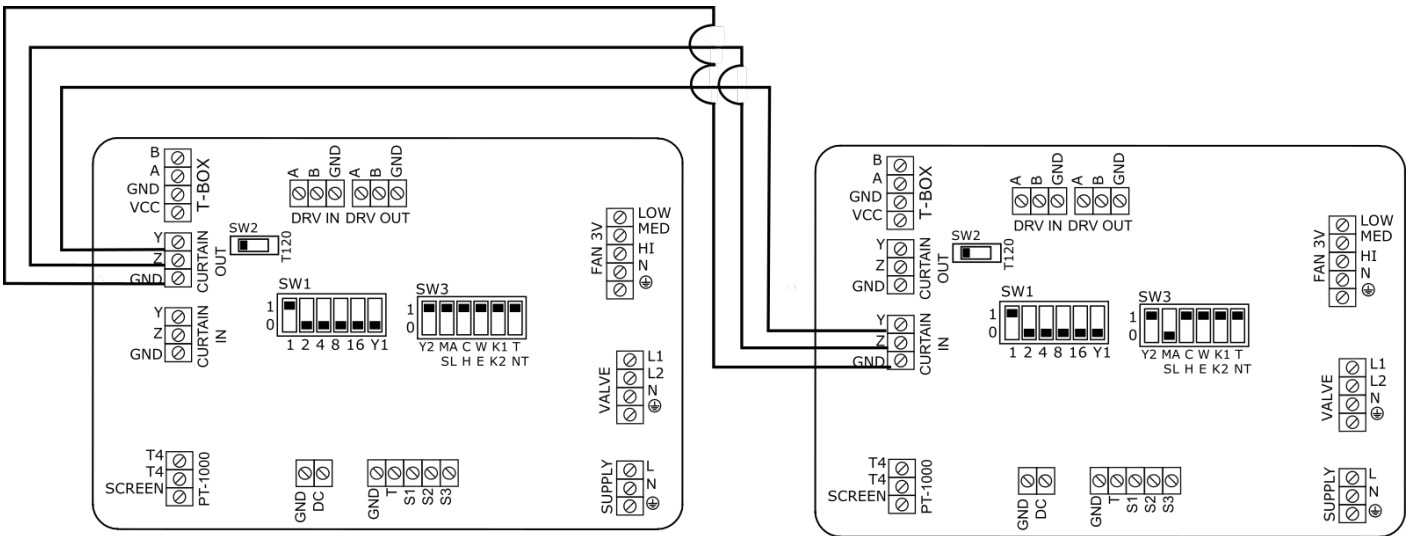 B
A
GND
VCC
T-BOX
A B GND A B GND
DRV IN DRV OUT
SW2
T120
Y
Z
GND
CURTAIN
OUT
Y
Z
GND
CURTAIN
IN
SW1
1
0
1 2 4 8 16 Y1
SW3
1
0
Y2 MA C W K1 T
SL H E K2 NT
FAN 3V
LOW
MED
HI
N
VALVE
L1
L2
N
SUPPLY
L
N
T4
T4
SCREEN
PT-1000
GND DC
GND T S1 S2 S3
B
A
GND
VCC
T-BOX
A B GND A B GND
DRV IN DRV OUT
SW2
T120
Y
Z
GND
CURTAIN
OUT
Y
Z
GND
CURTAIN
IN
SW1
1
0
1 2 4 8 16 Y1
SW3
1
0
Y2 MA C W K1 T
SL H E K2 NT
FAN 3V
LOW
MED
HI
N
VALVE
L1
L2
N
SUPPLY
L
N
T4
T4
SCREEN
PT-1000
GND DC
GND T S1 S2 S3